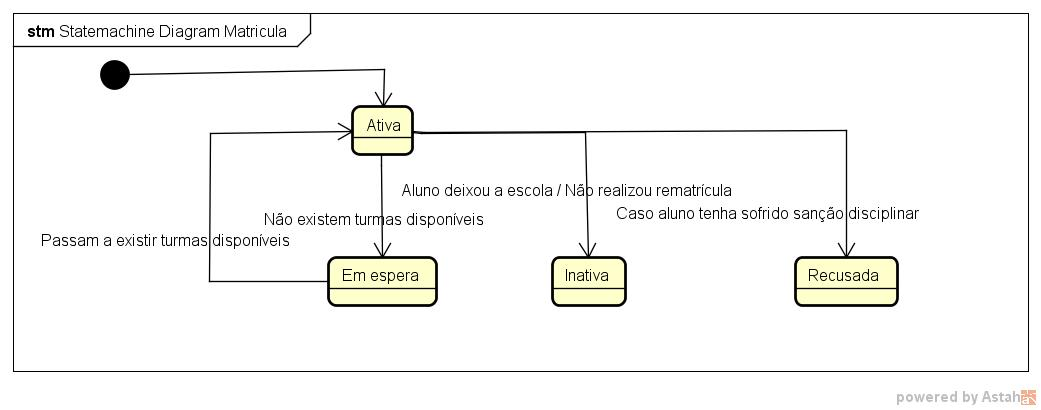 stm Statemachine Diagram Matricula
Ativa
Aluno deixou a escola / Não realizou rematrícula
Caso aluno tenha sofrido sanção disciplinar
Não existem turmas disponíveis
Passam a existir turmas disponíveis
Em espera
Inativa
Recusada
powered by Astah